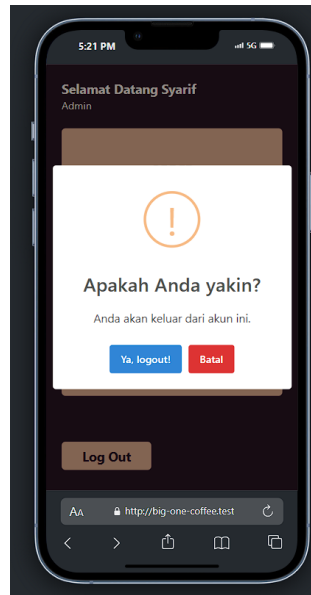 5:21 PM
5G
Selamat Datang Syarif
Admin
!
Apakah Anda yakin?
Anda akan keluar dari akun ini.
Ya, logout!
Batal
Log Out
AA
http://big-one-coffee.test